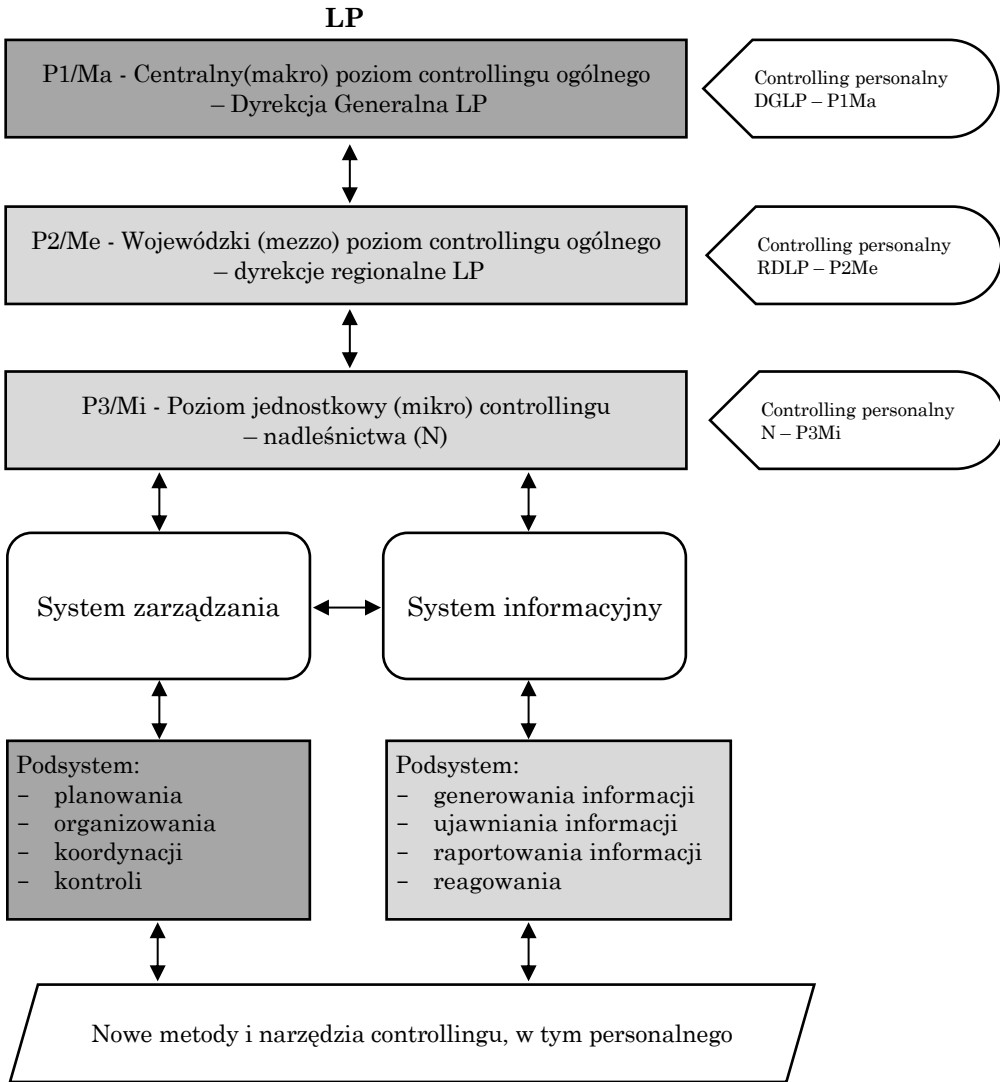 LP
P1/Ma - Centralny(makro) poziom controllingu ogólnego
– Dyrekcja Generalna LP
Controlling personalny
DGLP – P1Ma
P2/Me - Wojewódzki (mezzo) poziom controllingu ogólnego
– dyrekcje regionalne LP
Controlling personalny
RDLP – P2Me
P3/Mi - Poziom jednostkowy (mikro) controllingu
– nadleśnictwa (N)
Controlling personalny
N – P3Mi
System zarządzania
System informacyjny
Podsystem:
- planowania
- organizowania
- koordynacji
- kontroli
Podsystem:
- generowania informacji
- ujawniania informacji
- raportowania informacji
- reagowania
Nowe metody i narzędzia controllingu, w tym personalnego